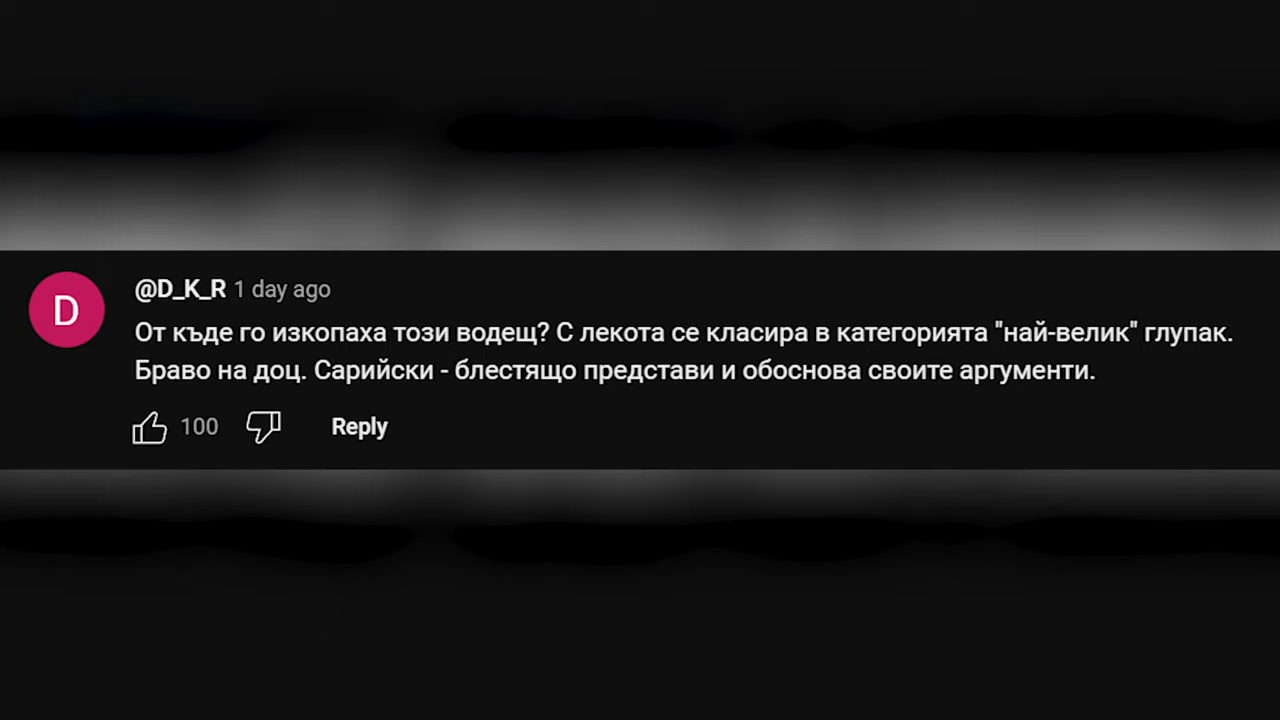 D
@D_K_R 1 day ago
От къде го изкопаха този водещ? С лекота се класира в категорията "най-велик" глупак.
Браво на доц. Сарийски - блестящо представи и обоснова своите аргументи.
100 Reply